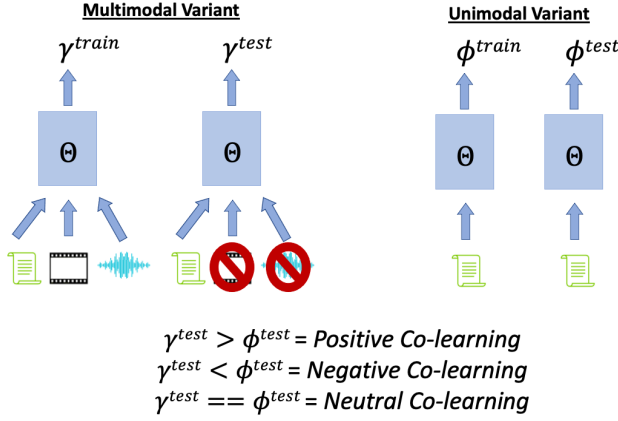 Multimodal Variant
Unimodal Variant
γ^train γ^test ϕ^train ϕ^test
Θ Θ Θ Θ
γ^test > ϕ^test = Positive Co-learning
γ^test < ϕ^test = Negative Co-learning
γ^test == ϕ^test = Neutral Co-learning